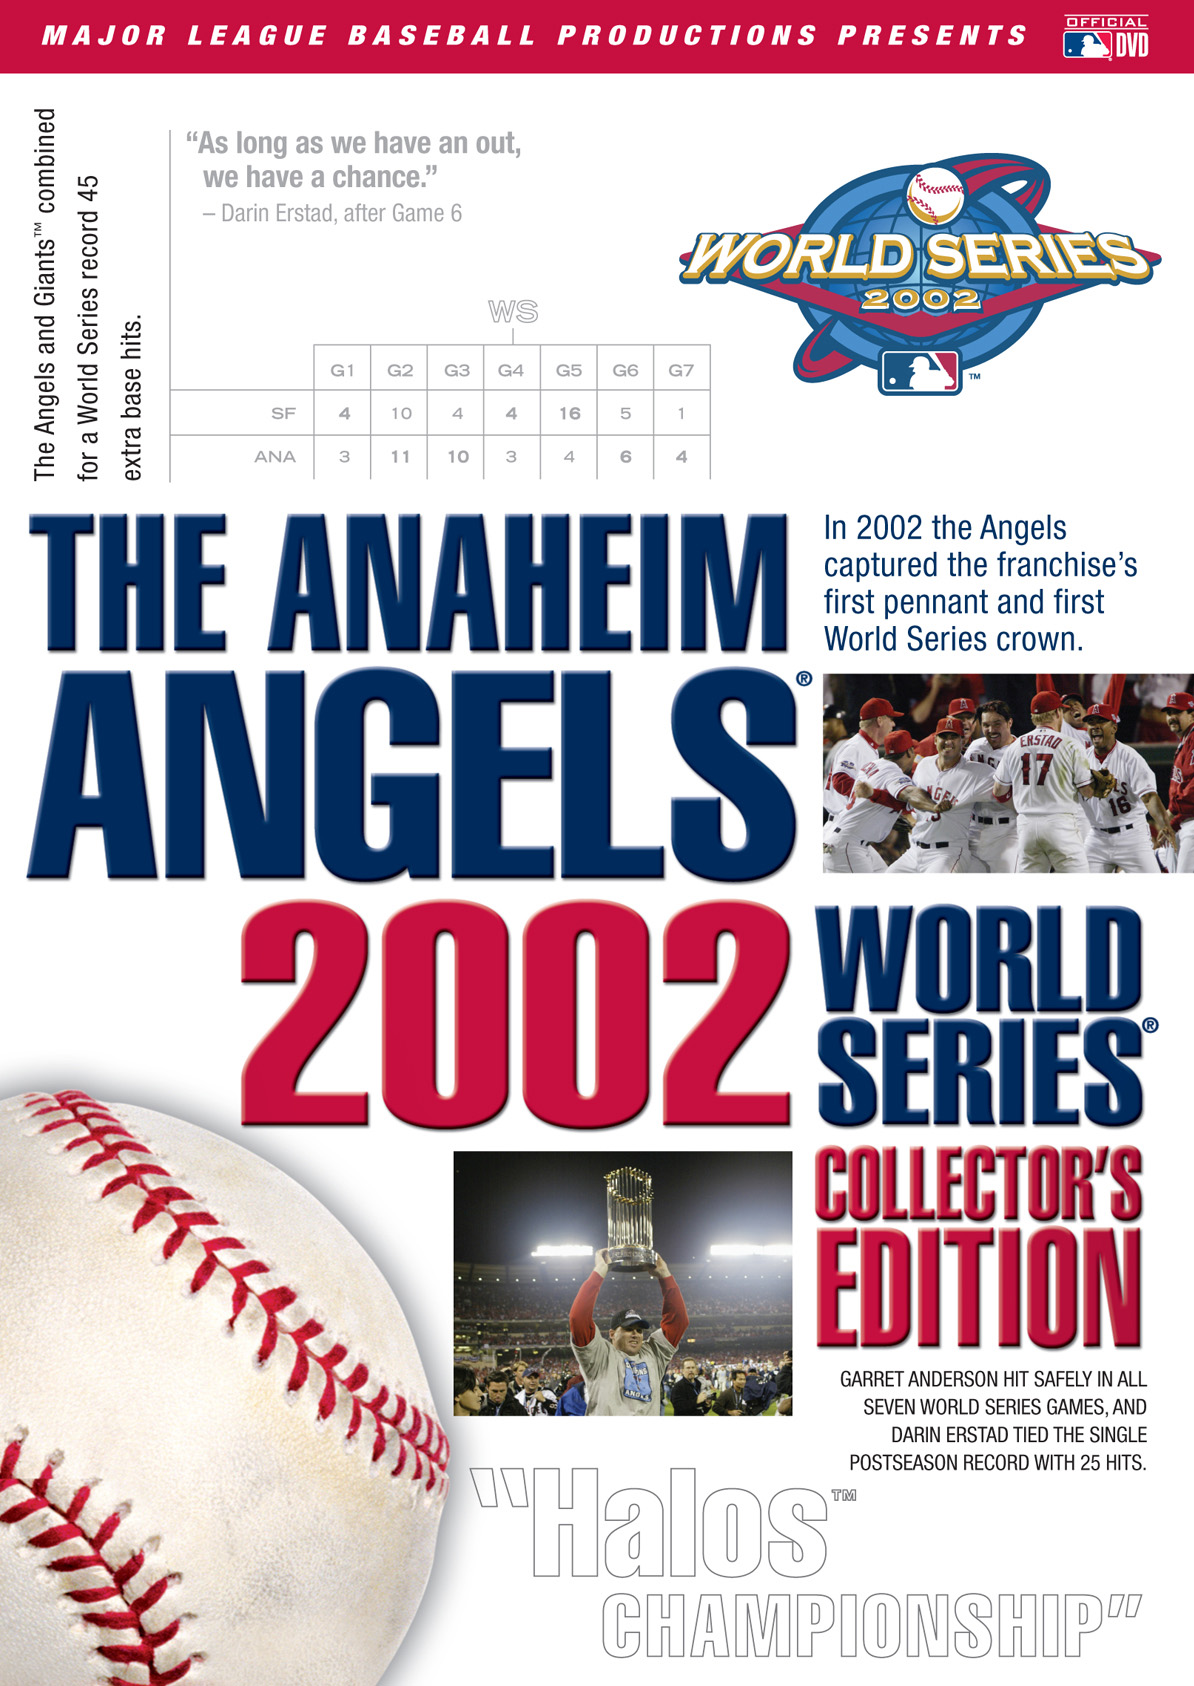 MAJOR LEAGUE BASEBALL PRODUCTIONS PRESENTS
OFFICIAL
DVD
The Angels and Giants™ combined
for a World Series record 45
extra base hits.
“As long as we have an out,
we have a chance.”
– Darin Erstad, after Game 6
WORLD SERIES
2002
™
WS
G1 G2 G3 G4 G5 G6 G7
SF 4 10 4 4 16 5 1
ANA 3 11 10 3 4 6 4
THE ANAHEIM
ANGELS®
In 2002 the Angels
captured the franchise’s
first pennant and first
World Series crown.
ERSTAD
17
16
2002
WORLD
SERIES®
COLLECTOR’S
EDITION
GARRET ANDERSON HIT SAFELY IN ALL
SEVEN WORLD SERIES GAMES, AND
DARIN ERSTAD TIED THE SINGLE
POSTSEASON RECORD WITH 25 HITS.
“Halos™
CHAMPIONSHIP”